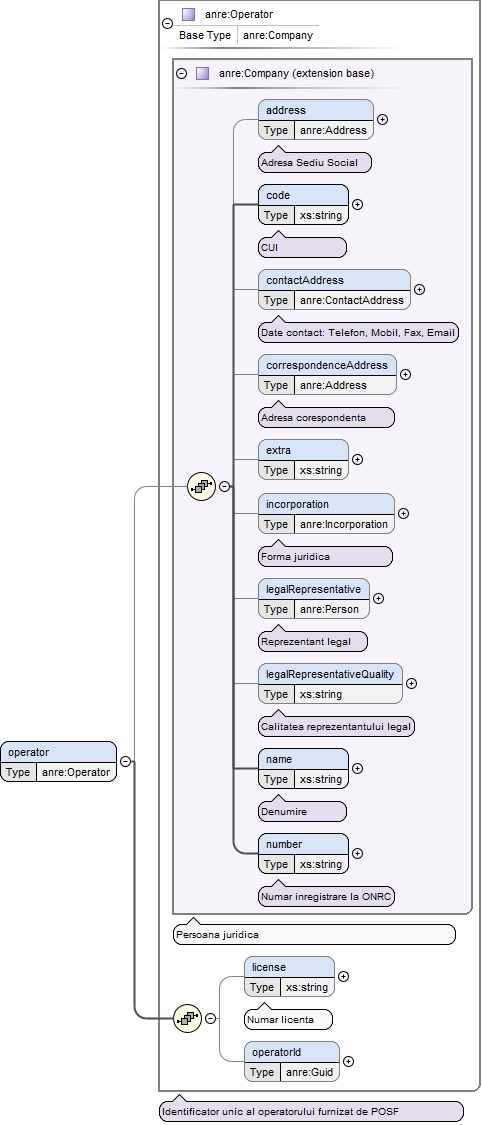 anre:Operator
Base Type anre:Company
anre:Company (extension base)
address
Type anre:Address
Adresa Sediu Social
code
Type xs:string
CUI
contactAddress
Type anre:ContactAddress
Date contact: Telefon, Mobil, Fax, Email
correspondenceAddress
Type anre:Address
Adresa corespondenta
extra
Type xs:string
incorporation
Type anre:Incorporation
Forma juridica
legalRepresentative
Type anre:Person
Reprezentant legal
legalRepresentativeQuality
Type xs:string
Calitatea reprezentantului legal
operator
Type anre:Operator
name
Type xs:string
Denumire
number
Type xs:string
Numar inregistrare la ONRC
Persoana juridica
license
Type xs:string
Numar licenta
operatorId
Type anre:Guid
Identificator unic al operatorului furnizat de POSF